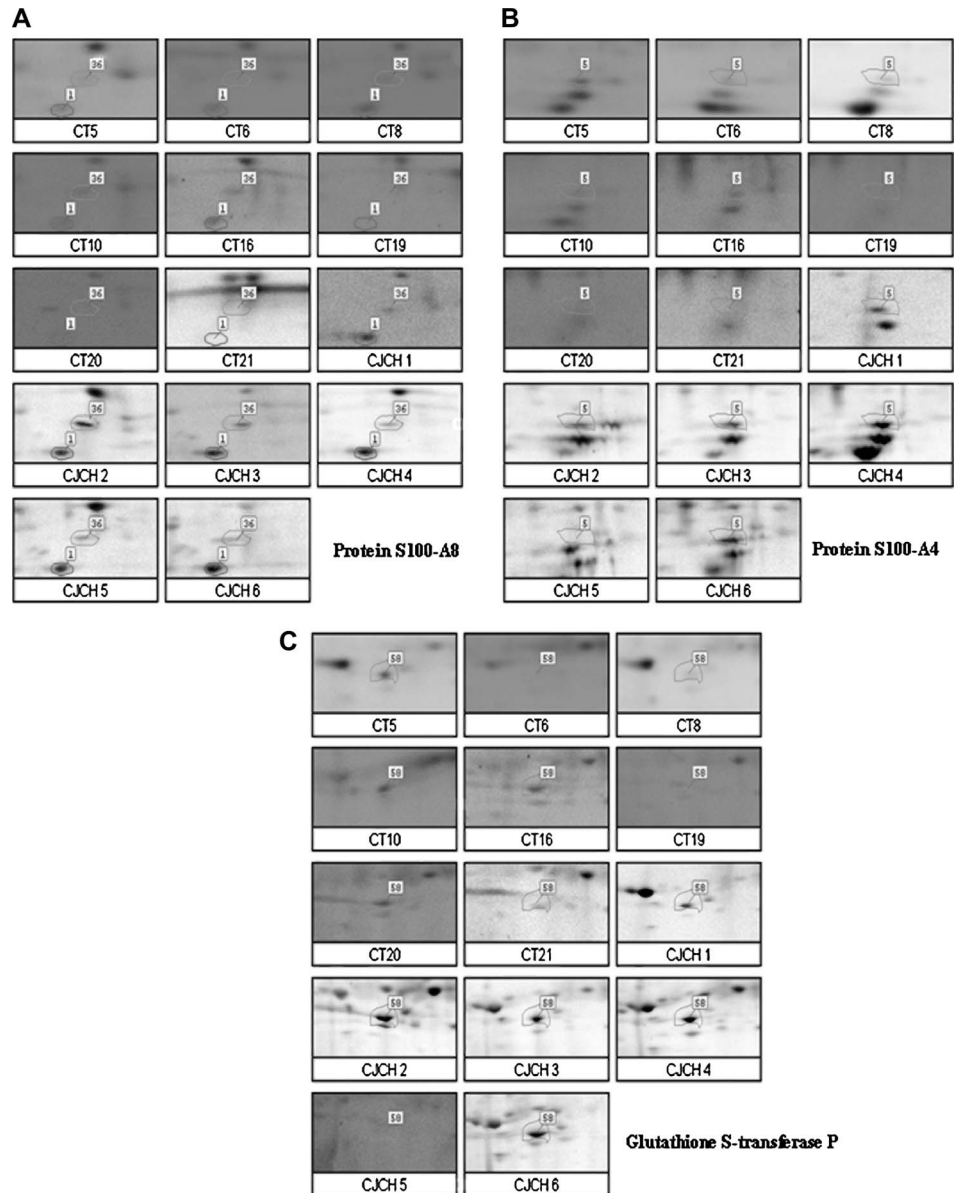 A
36
1
CT5
36
1
CT6
36
1
CT8
36
1
CT10
36
1
CT16
36
1
CT19
36
1
CT20
36
1
CT21
36
1
CJCH 1
36
1
CJCH 2
36
1
CJCH 3
36
1
CJCH 4
36
1
CJCH 5
36
1
CJCH 6
Protein S100-A8
B
5
CT5
5
CT6
5
CT8
5
CT10
5
CT16
5
CT19
5
CT20
5
CT21
5
CJCH 1
5
CJCH 2
5
CJCH 3
5
CJCH 4
5
CJCH 5
5
CJCH 6
Protein S100-A4
C
58
CT5
58
CT6
58
CT8
58
CT10
58
CT16
58
CT19
58
CT20
58
CT21
58
CJCH 1
58
CJCH 2
58
CJCH 3
58
CJCH 4
58
CJCH 5
58
CJCH 6
Glutathione S-transferase P